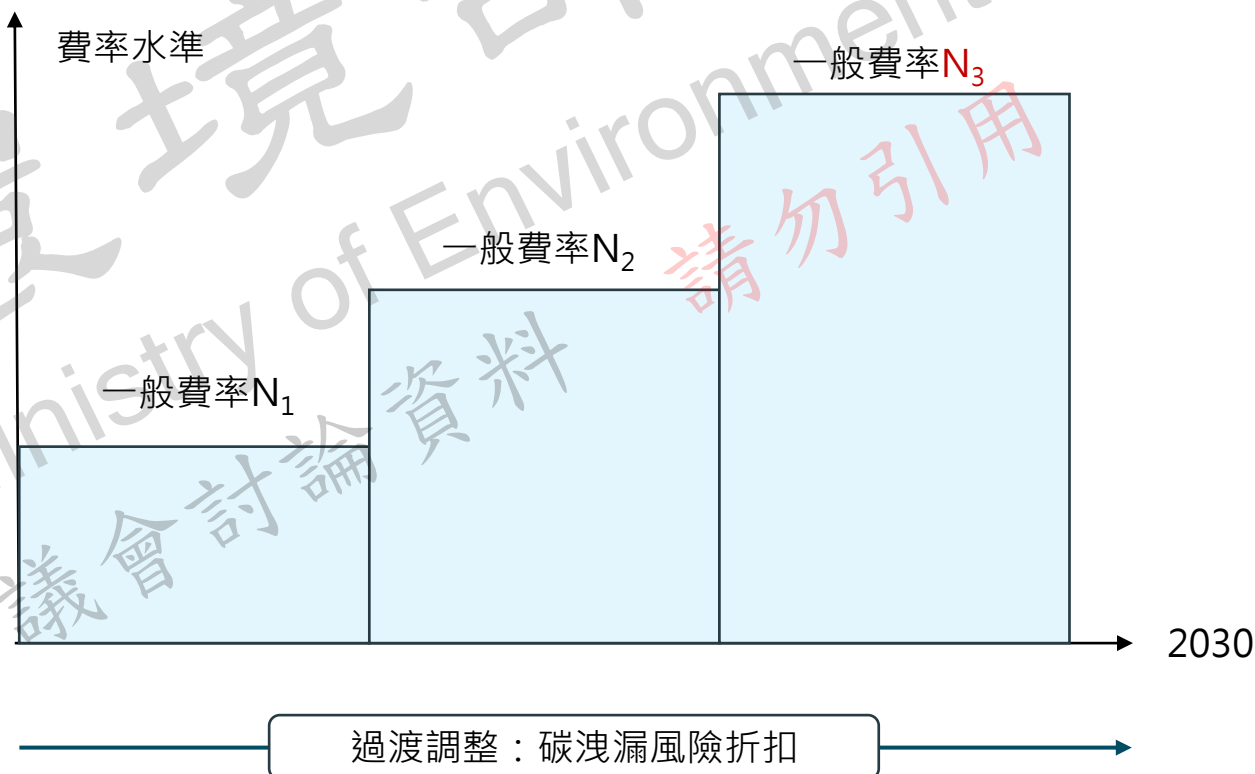 費率水準
一般費率N₃
一般費率N₂
一般費率N₁
2030
過渡調整：碳洩漏風險折扣
境
nistry of Environment
議會討論資料
請勿引用